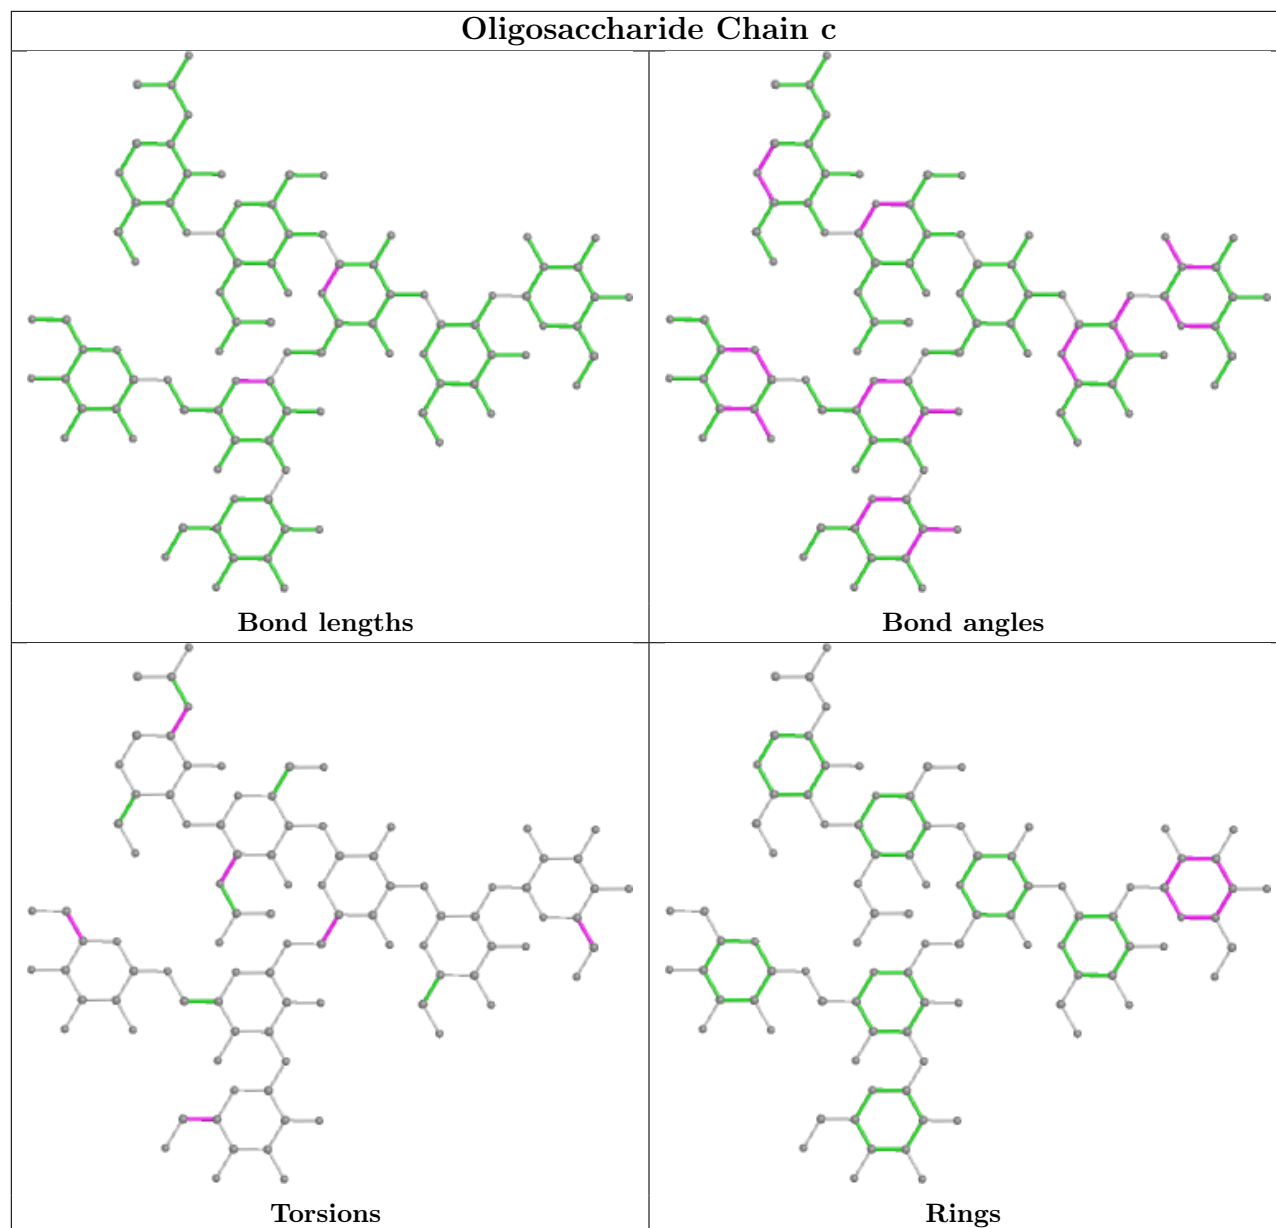 Oligosaccharide Chain c
Bond lengths
Bond angles
Torsions
Rings